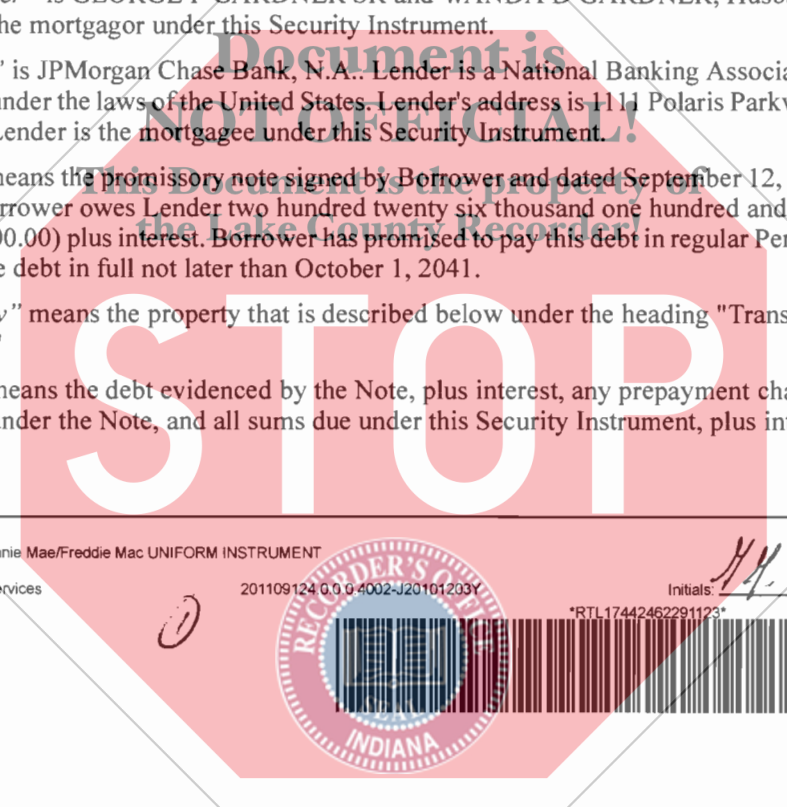 is GEORGE F GARDNER SR and WANDA D GARDNER,
he mortgagor under this Security Instrument.
Document is
” is JPMorgan Chase Bank, N.A.. Lender is a National Banking Associa
under the laws of the United States. Lender's address is 1111 Polaris Parkw
NOT OFFICIAL!
Lender is the mortgagee under this Security Instrument.
means the promissory note signed by Borrower and dated September 12,
This Document is the property of
rrower owes Lender two hundred twenty six thousand one hundred and
the Lake County Recorder!
00.00) plus interest. Borrower has promised to pay this debt in regular Per
e debt in full not later than October 1, 2041.
y” means the property that is described below under the heading "Trans
STOP
means the debt evidenced by the Note, plus interest, any prepayment cha
under the Note, and all sums due under this Security Instrument, plus int
nie Mae/Freddie Mac UNIFORM INSTRUMENT
rvices
201109124.0.0.0.4002-J20101203Y
Initials:
*RTL17442462291123*
1
RECORDER'S OFFICE
SEAL
INDIANA